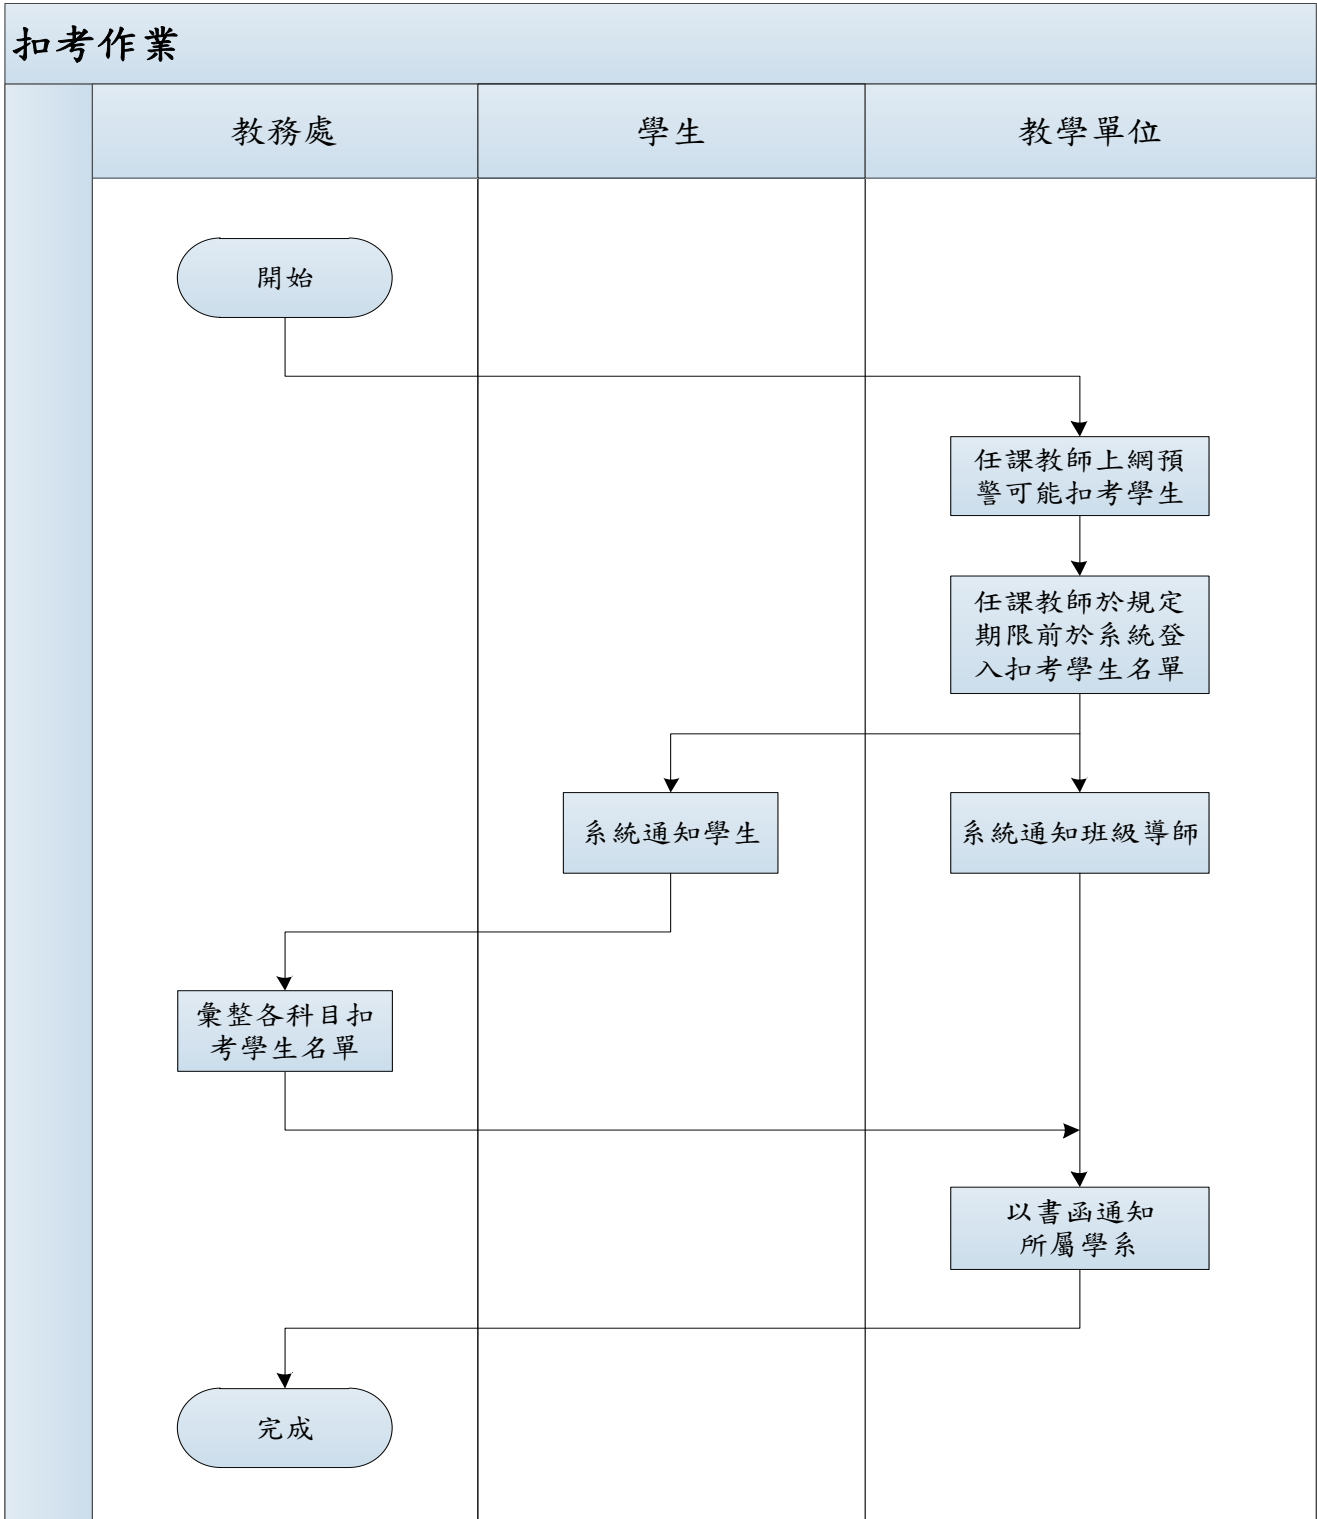 扣考作業
教務處
學生
教學單位
開始
任課教師上網預
警可能扣考學生
任課教師於規定
期限前於系統登
入扣考學生名單
系統通知學生
系統通知班級導師
彙整各科目扣
考學生名單
以書函通知
所屬學系
完成